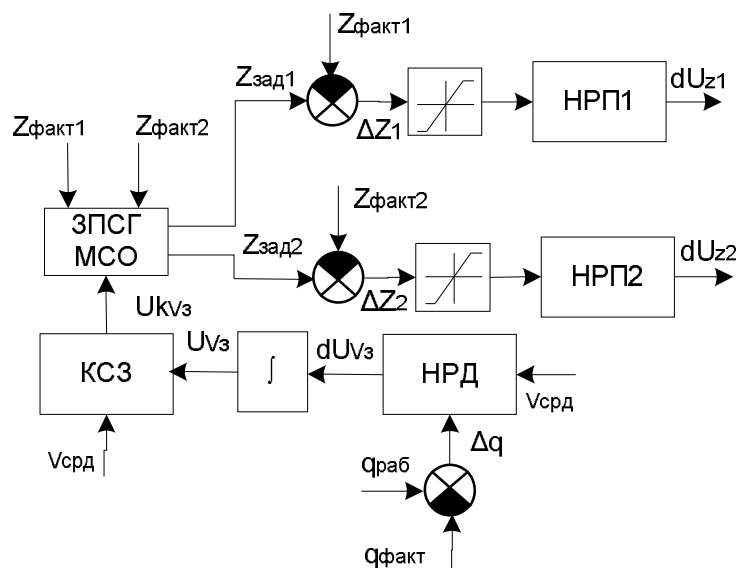 Zфакт1
Zзад1
ΔZ1
НРП1
dUz1
Zфакт1
Zфакт2
ЗПСГ
МСО
Zфакт2
Zзад2
ΔZ2
НРП2
dUz2
UkVз
КСЗ
UVз
∫
dUVз
НРД
Vсрд
Vсрд
Δq
qраб
qфакт